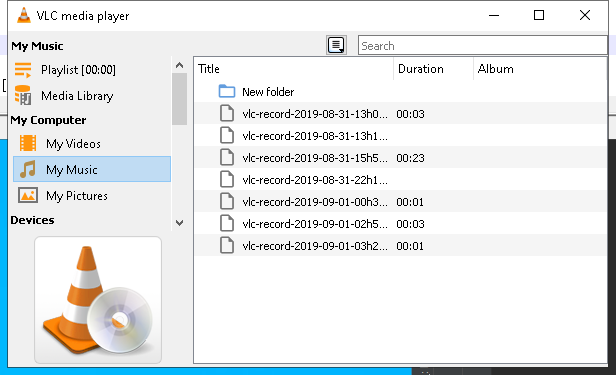 VLC media player
My Music
Search
Playlist [00:00]
Media Library
My Computer
My Videos
My Music
My Pictures
Devices
Title Duration Album
New folder
vlc-record-2019-08-31-13h0... 00:03
vlc-record-2019-08-31-13h1...
vlc-record-2019-08-31-15h5... 00:23
vlc-record-2019-08-31-22h1...
vlc-record-2019-09-01-00h3... 00:01
vlc-record-2019-09-01-02h5... 00:03
vlc-record-2019-09-01-03h2... 00:01